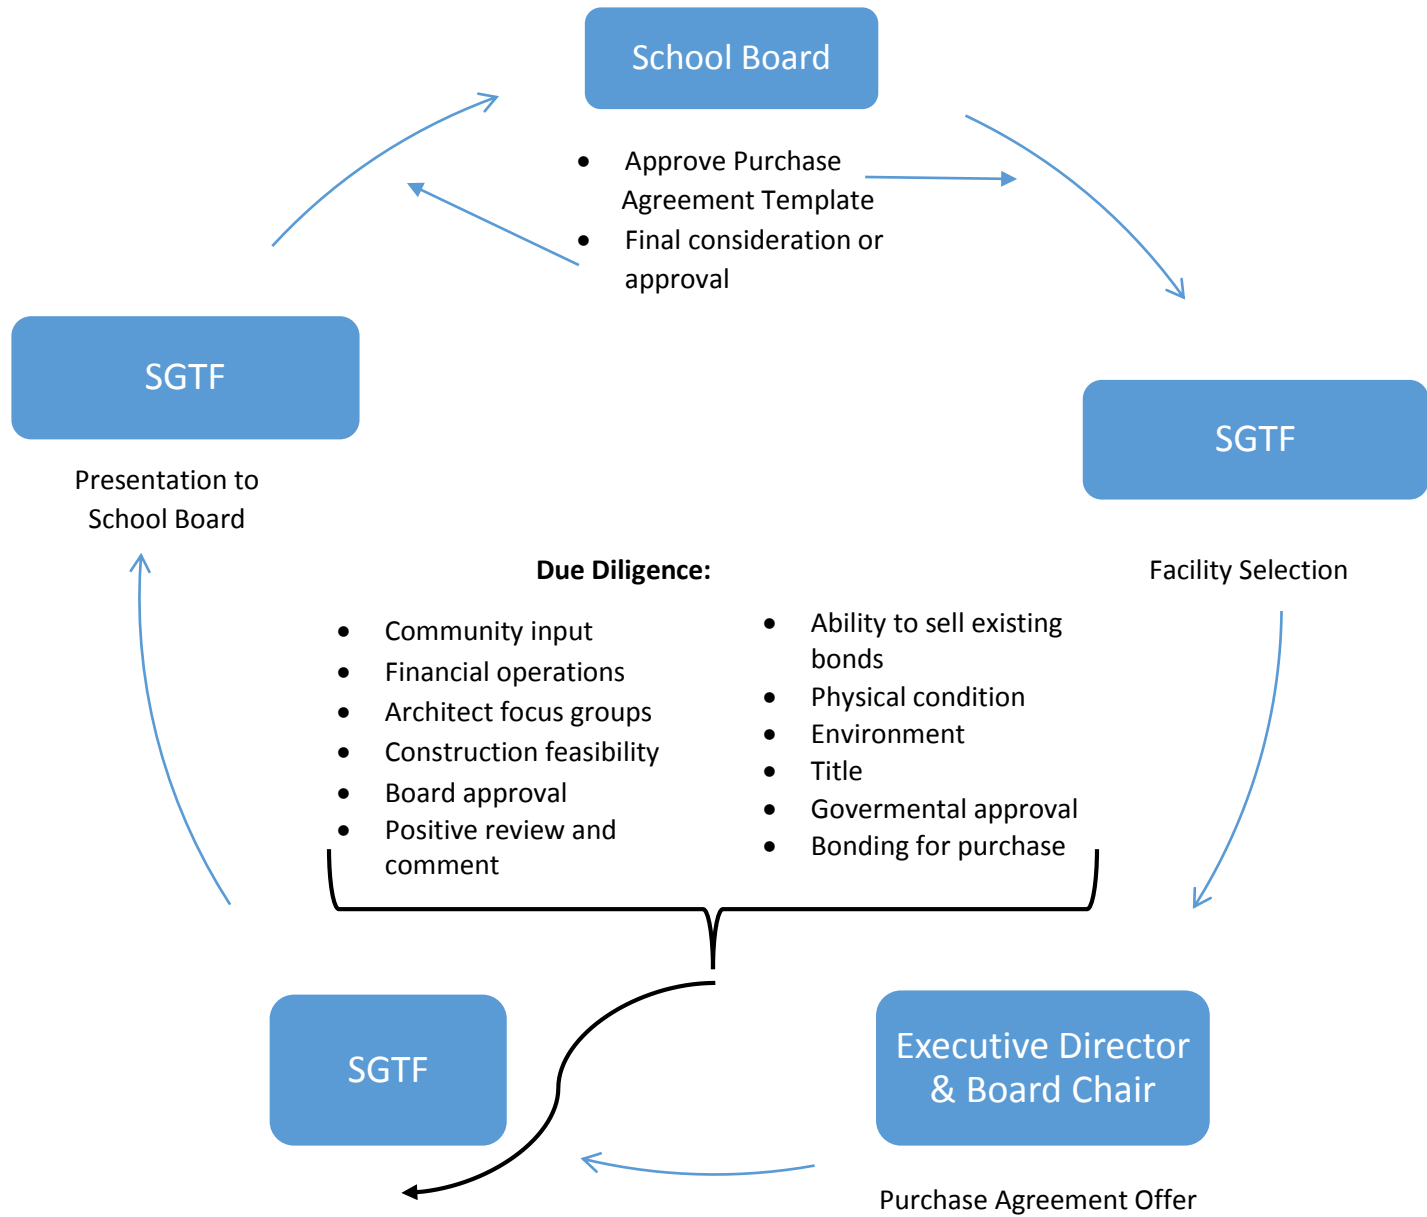 School Board
• Approve Purchase
Agreement Template
• Final consideration or
approval
SGTF
Presentation to
School Board
SGTF
Facility Selection
Due Diligence:
• Community input
• Financial operations
• Architect focus groups
• Construction feasibility
• Board approval
• Positive review and
comment
• Ability to sell existing
bonds
• Physical condition
• Environment
• Title
• Govermental approval
• Bonding for purchase
SGTF
Executive Director
& Board Chair
Purchase Agreement Offer